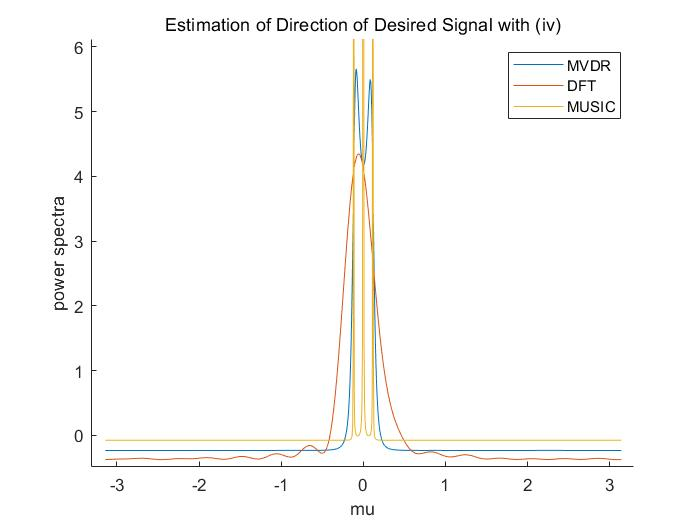 Estimation of Direction of Desired Signal with (iv)
MVDR
DFT
MUSIC
6
5
4
3
2
1
0
power spectra
-3 -2 -1 0 1 2 3
mu